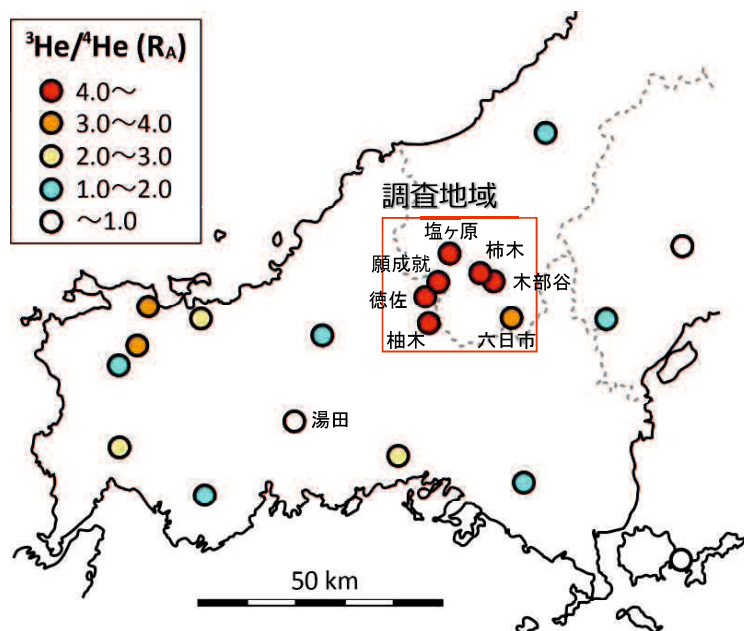 ³He/⁴He (RA)
4.0～
3.0～4.0
2.0～3.0
1.0～2.0
～1.0
調査地域
塩ヶ原
柿木
願成就
木部谷
徳佐
柚木
六日市
湯田
50 km